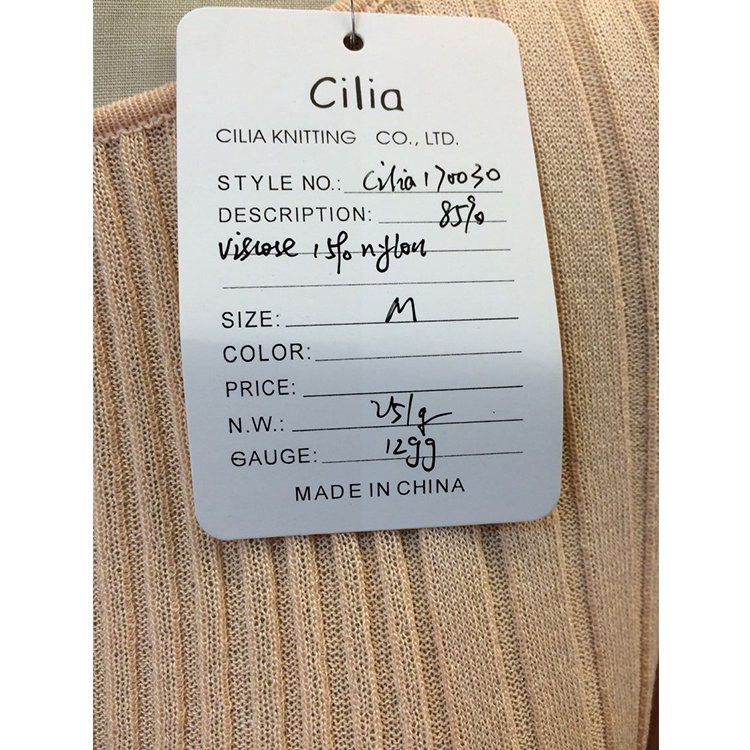 Cilia
CILIA KNITTING CO., LTD.
STYLE NO.: Cilia170030
DESCRIPTION: 85%
Viscose 15% nylon
SIZE: M
COLOR:
PRICE:
N.W.: 251g
GAUGE: 12gg
MADE IN CHINA